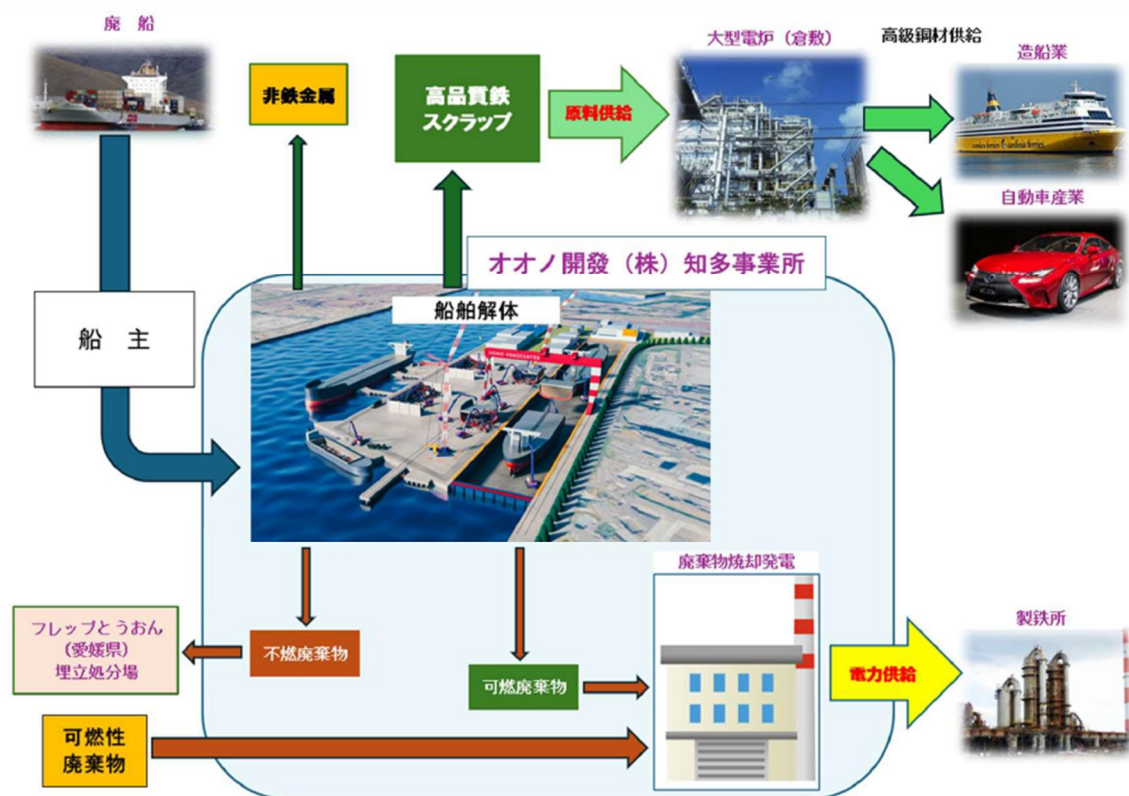 廃 船
非鉄金属
高品質鉄
スクラップ
原料供給
大型電炉（倉敷）
高級鋼材供給
造船業
自動車産業
船 主
オオノ開發（株）知多事業所
船舶解体
OONO ASSOCIATES
フレップとうおん
（愛媛県）
埋立処分場
不燃廃棄物
可燃廃棄物
廃棄物焼却発電
電力供給
製鉄所
可燃性
廃棄物